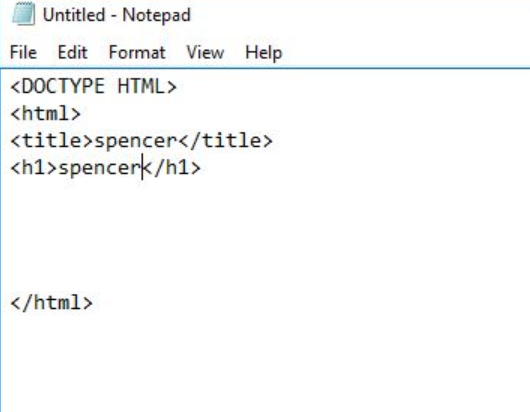 Untitled - Notepad
File Edit Format View Help
<DOCTYPE HTML>
<html>
<title>spencer</title>
<h1>spencer</h1>
</html>